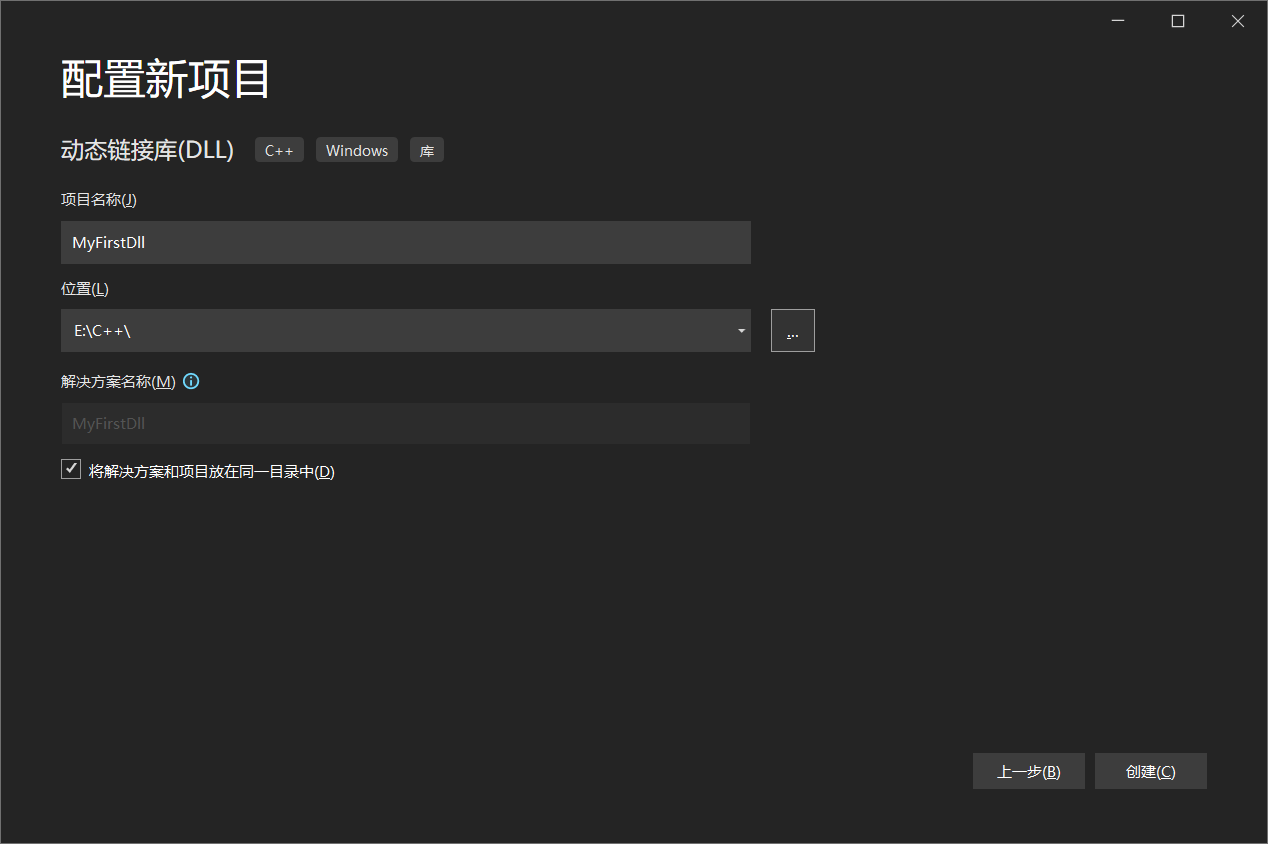 配置新项目
动态链接库(DLL) C++ Windows 库
项目名称(J)
MyFirstDll
位置(L)
E:\C++\
...
解决方案名称(M)
MyFirstDll
将解决方案和项目放在同一目录中(D)
上一步(B) 创建(C)